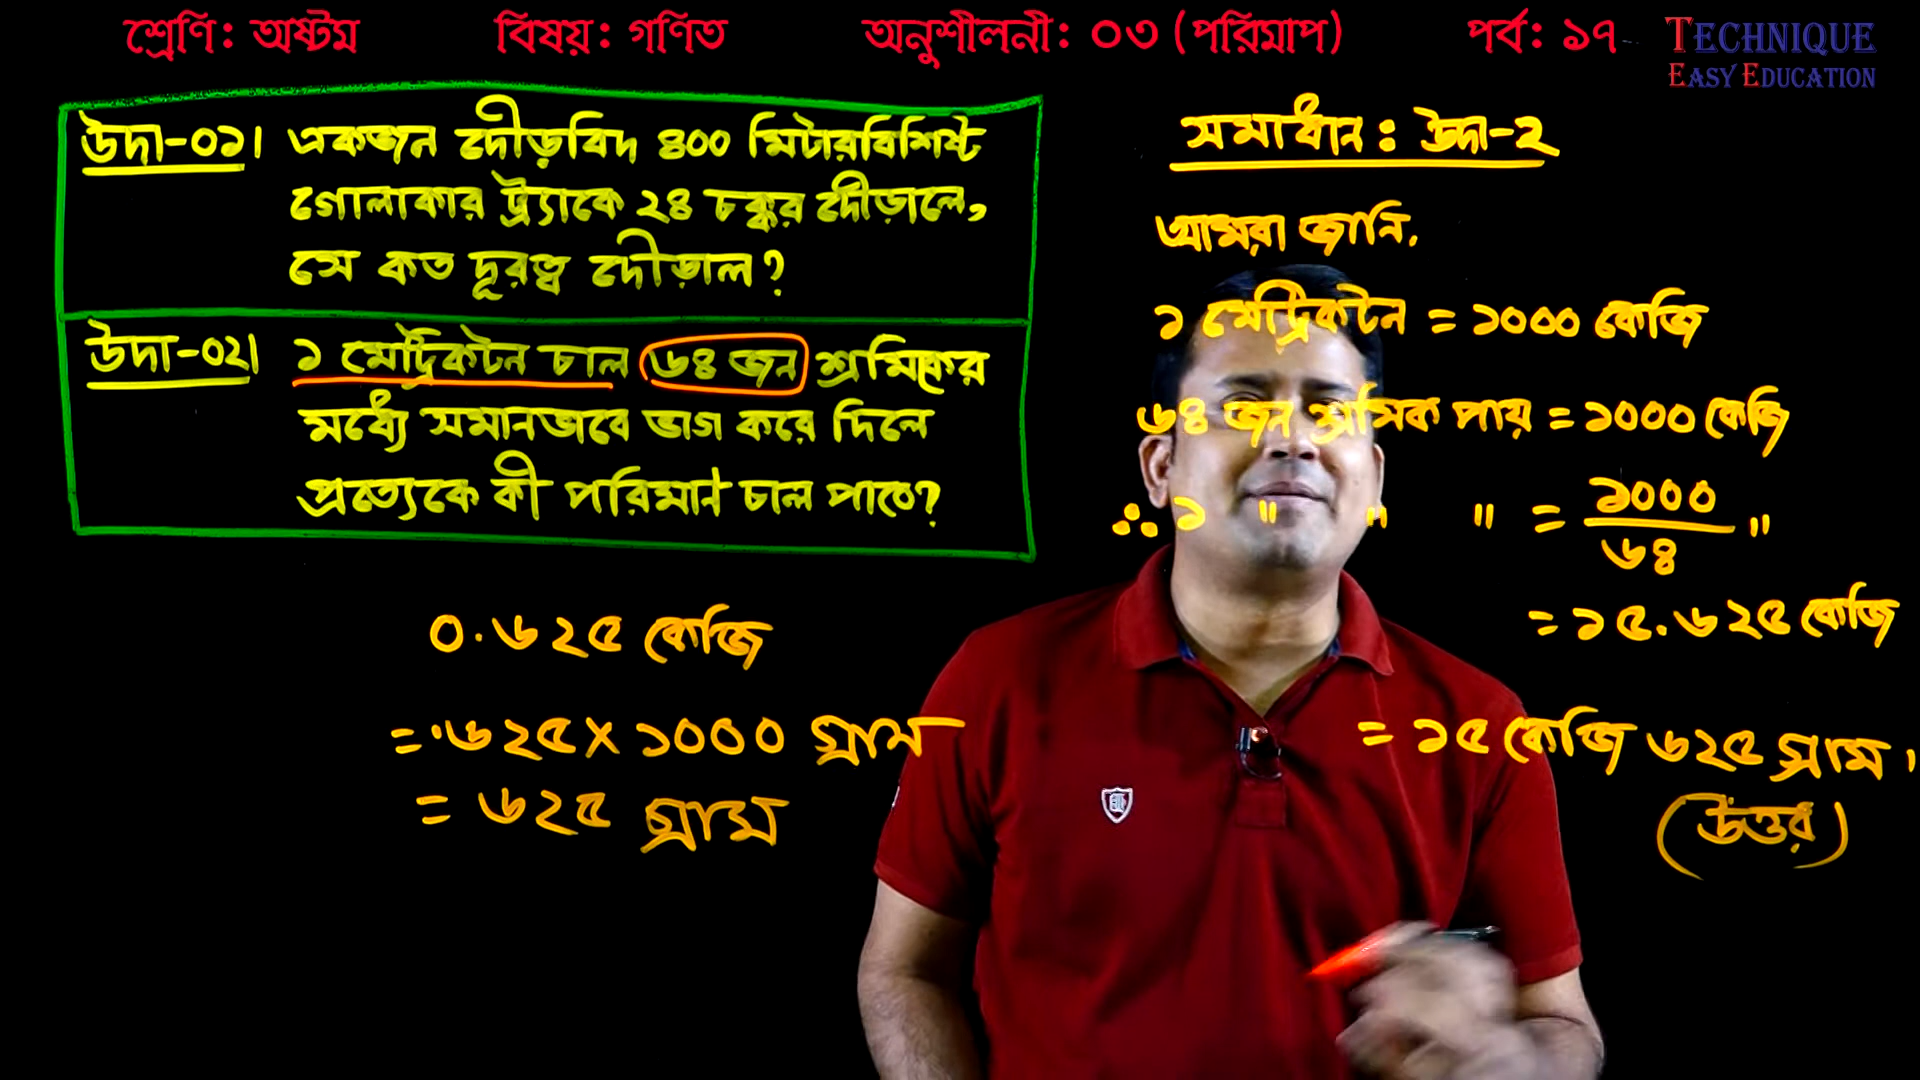 শ্রেণি: অষ্টম বিষয়: গণিত অনুশীলনী: ০৩ (পরিমাপ) পর্ব: ১৭
TECHNIQUE
EASY EDUCATION
উদা-০১। একজন দৌড়বিদ ৪০০ মিটারবিশিষ্ট
গোলাকার ট্র্যাকে ২৪ চক্কর দৌড়ালে,
সে কত দূরত্ব দৌড়াল?
উদা-০২। ১ মেট্রিকটন চাল ৬৪ জন শ্রমিকের
মধ্যে সমানভাবে ভাগ করে দিলে
প্রত্যেকে কী পরিমাণ চাল পাবে?
০.৬২৫ কেজি
= .৬২৫ × ১০০০ গ্রাম
= ৬২৫ গ্রাম
সমাধান: উদা-২
আমরা জানি,
১ মেট্রিকটন = ১০০০ কেজি
৬৪ জন শ্রমিক পায় = ১০০০ কেজি
∴ ১ " " " = ১০০০/৬৪ "
= ১৫.৬২৫ কেজি
= ১৫ কেজি ৬২৫ গ্রাম।
(উত্তর)